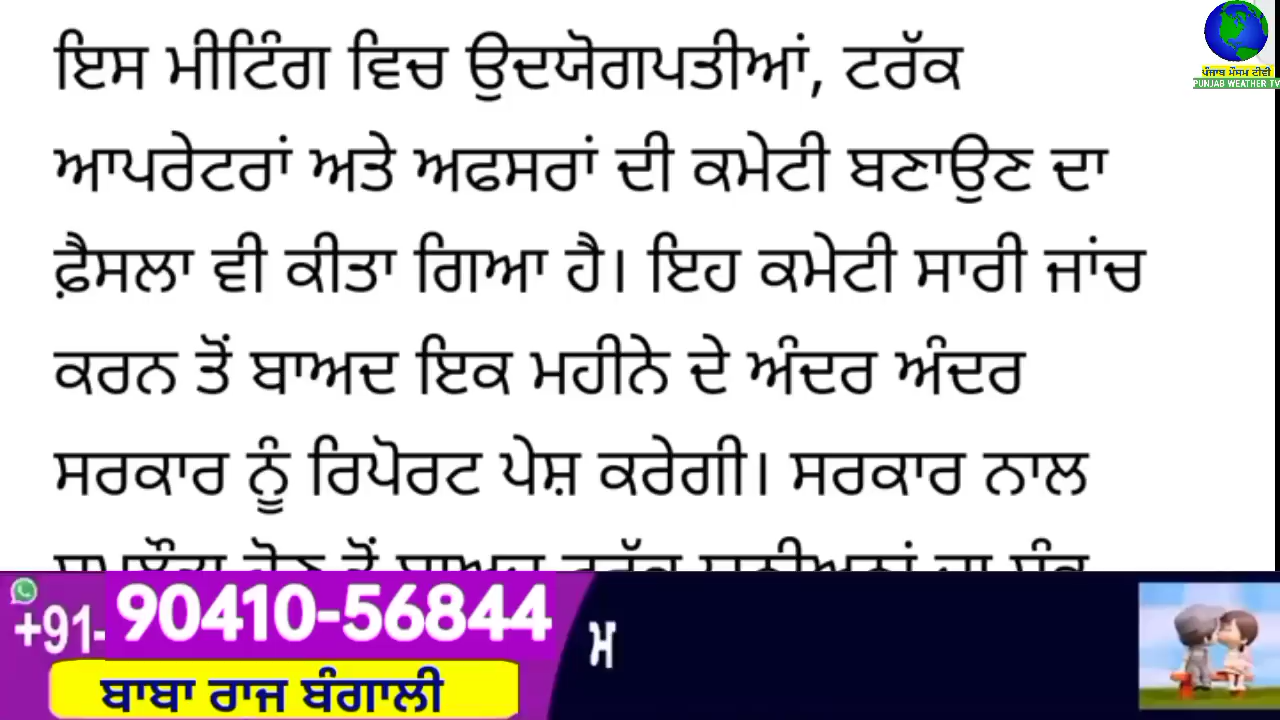 ਇਸ ਮੀਟਿੰਗ ਵਿਚ ਉਦਯੋਗਪਤੀਆਂ, ਟਰੱਕ
ਆਪਰੇਟਰਾਂ ਅਤੇ ਅਫਸਰਾਂ ਦੀ ਕਮੇਟੀ ਬਣਾਉਣ ਦਾ
ਫ਼ੈਸਲਾ ਵੀ ਕੀਤਾ ਗਿਆ ਹੈ। ਇਹ ਕਮੇਟੀ ਸਾਰੀ ਜਾਂਚ
ਕਰਨ ਤੋਂ ਬਾਅਦ ਇਕ ਮਹੀਨੇ ਦੇ ਅੰਦਰ ਅੰਦਰ
ਸਰਕਾਰ ਨੂੰ ਰਿਪੋਰਟ ਪੇਸ਼ ਕਰੇਗੀ। ਸਰਕਾਰ ਨਾਲ
ਪੰਜਾਬ ਮੌਸਮ ਟੀਵੀ
PUNJAB WEATHER TV
+91- 90410-56844
ਬਾਬਾ ਰਾਜ ਬੰਗਾਲੀ